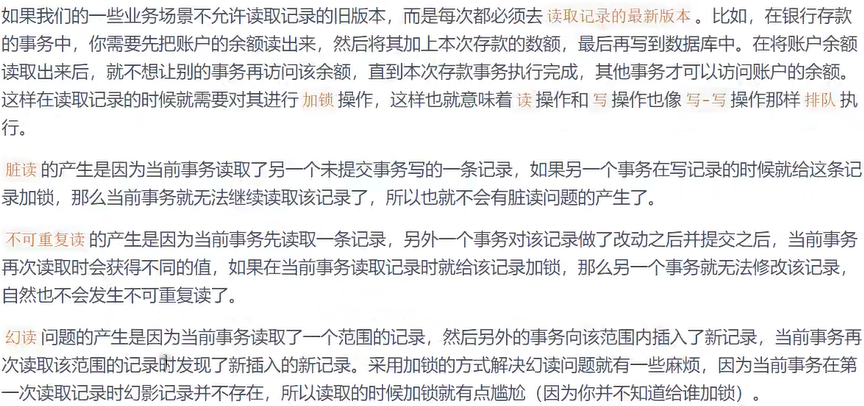 如果我们的一些业务场景不允许读取记录的旧版本，而是每次都必须去 读取记录的最新版本 。比如，在银行存款
的事务中，你需要先把账户的余额读出来，然后将其加上本次存款的数额，最后再写到数据库中。在将账户余额
读取出来后，就不想让别的事务再访问该余额，直到本次存款事务执行完成，其他事务才可以访问账户的余额。
这样在读取记录的时候就需要对其进行 加锁 操作，这样也就意味着 读 操作和 写 操作也像 写-写 操作那样 排队 执
行。
脏读 的产生是因为当前事务读取了另一个未提交事务写的一条记录，如果另一个事务在写记录的时候就给这条记
录加锁，那么当前事务就无法继续读取该记录了，所以也就不会有脏读问题的产生了。
不可重复读 的产生是因为当前事务先读取一条记录，另外一个事务对该记录做了改动之后并提交之后，当前事务
再次读取时会获得不同的值，如果在当前事务读取记录时就给该记录加锁，那么另一个事务就无法修改该记录，
自然也不会发生不可重复读了。
幻读 问题的产生是因为当前事务读取了一个范围的记录，然后另外的事务向该范围内插入了新记录，当前事务再
次读取该范围的记录时发现了新插入的新记录。采用加锁的方式解决幻读问题就有一些麻烦，因为当前事务在第
一次读取记录时幻影记录并不存在，所以读取的时候加锁就有点尴尬（因为你并不知道给谁加锁）。